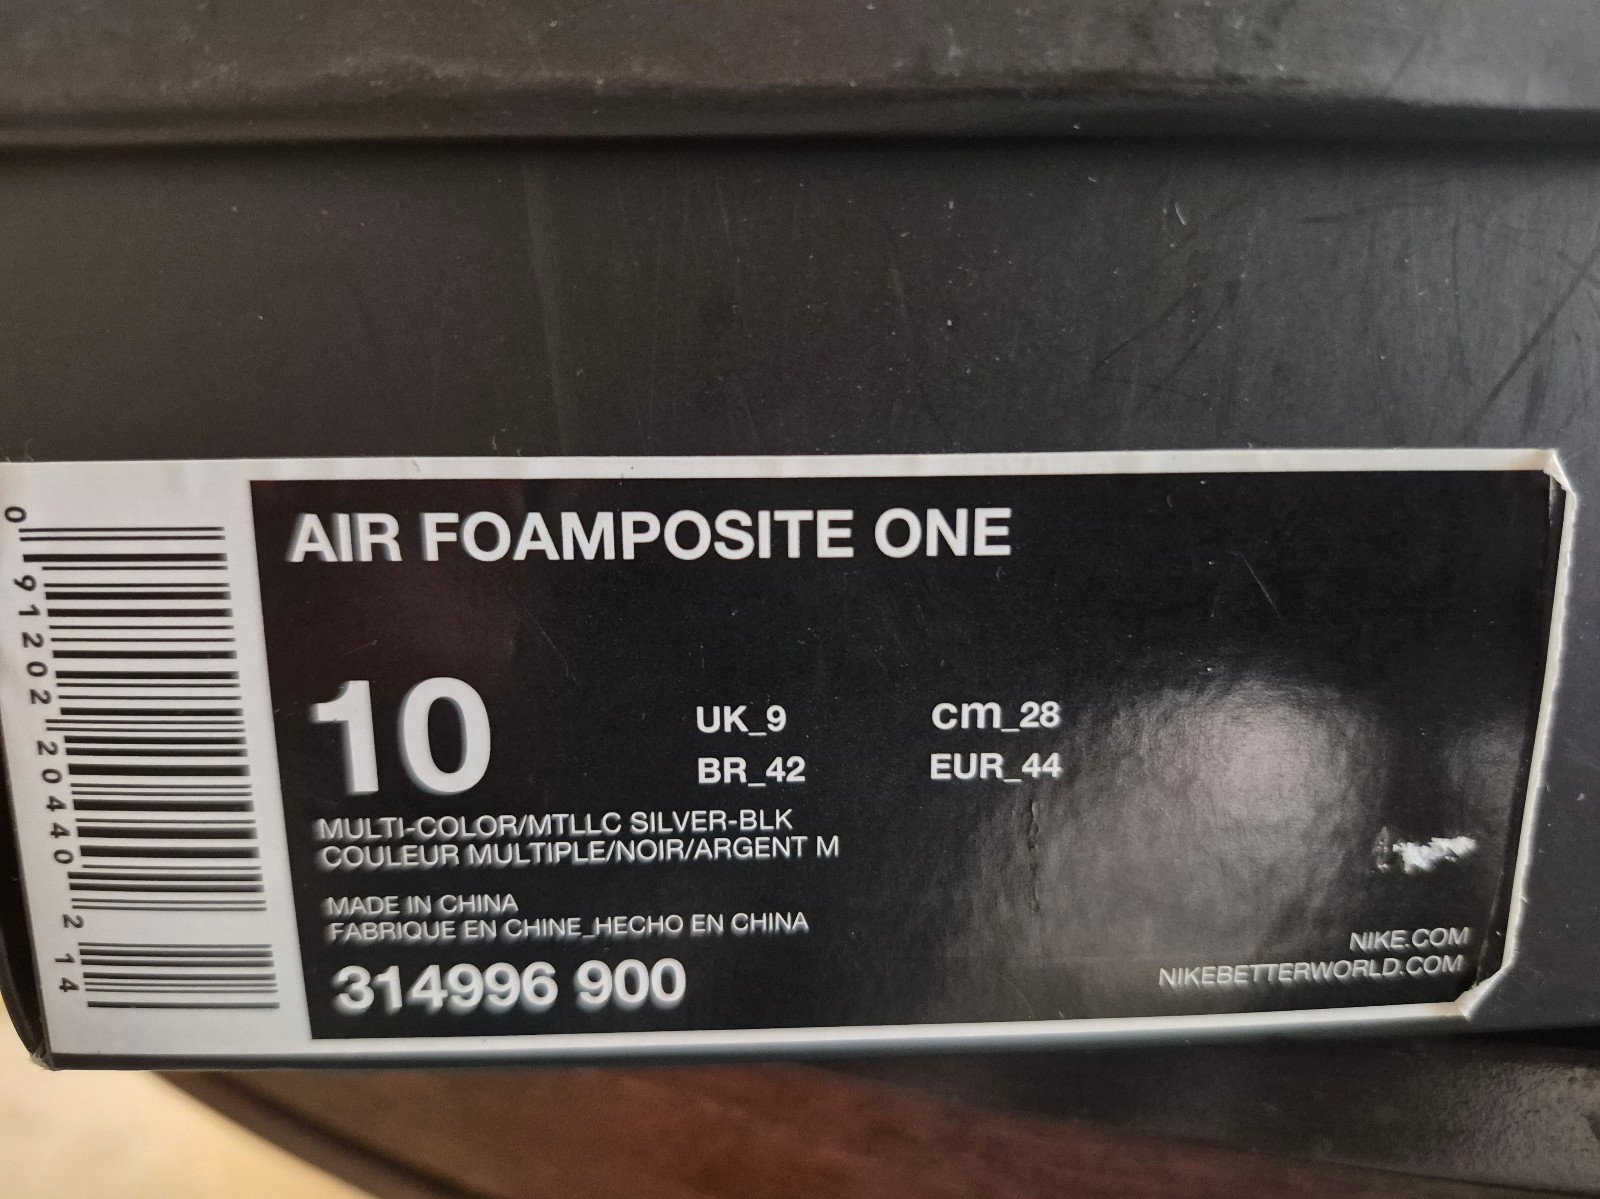 AIR FOAMPOSITE ONE
10
UK_9 cm_28
BR_42 EUR_44
MULTI-COLOR/MTLLC SILVER-BLK
COULEUR MULTIPLE/NOIR/ARGENT M
MADE IN CHINA
FABRIQUE EN CHINE_HECHO EN CHINA
314996 900
NIKE.COM
NIKEBETTERWORLD.COM
0 91202 20440 2 14